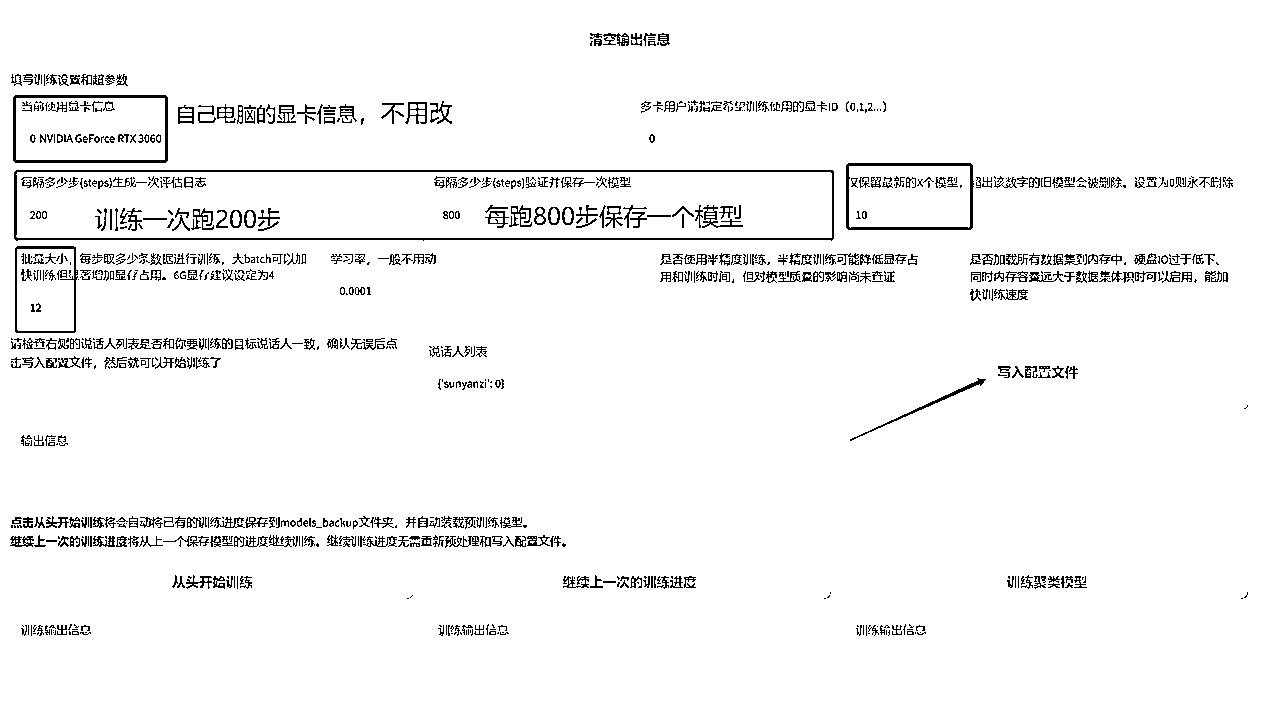 清空输出信息
填写训练设置和超参数
当前使用显卡信息
自己电脑的显卡信息，不用改
多卡用户请指定希望训练使用的显卡ID（0,1,2...）
0 NVIDIA GeForce RTX 3060
0
每隔多少步(steps)生成一次评估日志
每隔多少步(steps)验证并保存一次模型
仅保留最新的X个模型，超出该数字的旧模型会被删除。设置为0则永不删除
200
训练一次跑200步
800
每跑800步保存一个模型
10
批量大小，每步取多少条数据进行训练，大batch可以加
快训练但显著增加显存占用。6G显存建议设定为4
12
学习率，一般不用动
0.0001
是否使用半精度训练，半精度训练可能降低显存占
用和训练时间，但对模型质量的影响尚未查证
是否加载所有数据集到内存中，硬盘IO过于低下、
同时内存容量远大于数据集体积时可以启用，能加
快训练速度
请检查右侧的说话人列表是否和你要训练的目标说话人一致，确认无误后点
击写入配置文件，然后就可以开始训练了
说话人列表
{'sunyanzi': 0}
写入配置文件
输出信息
点击从头开始训练将会自动将已有的训练进度保存到models_backup文件夹，并自动装载预训练模型。
继续上一次的训练进度将从上一个保存模型的进度继续训练。继续训练进度无需重新预处理和写入配置文件。
从头开始训练
继续上一次的训练进度
训练聚类模型
训练输出信息
训练输出信息
训练输出信息